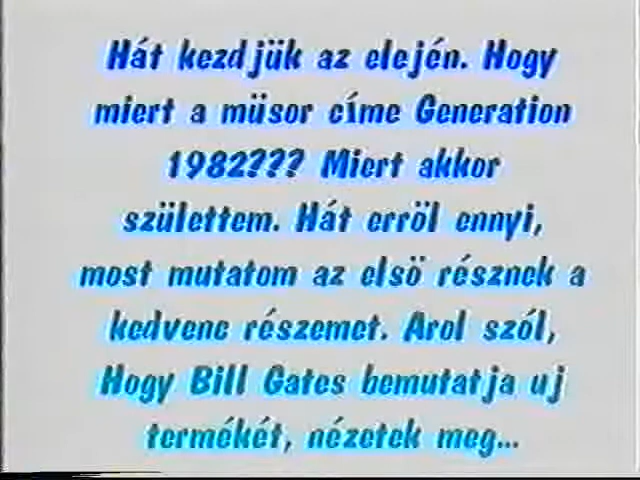 Hát kezdjük az elején. Hogy
miert a müsor címe Generation
1982??? Miert akkor
születtem. Hát erröl ennyi,
most mutatom az elsö résznek a
kedvenc részemet. Arol szól,
Hogy Bill Gates bemutatja uj
termékét, nézetek meg...